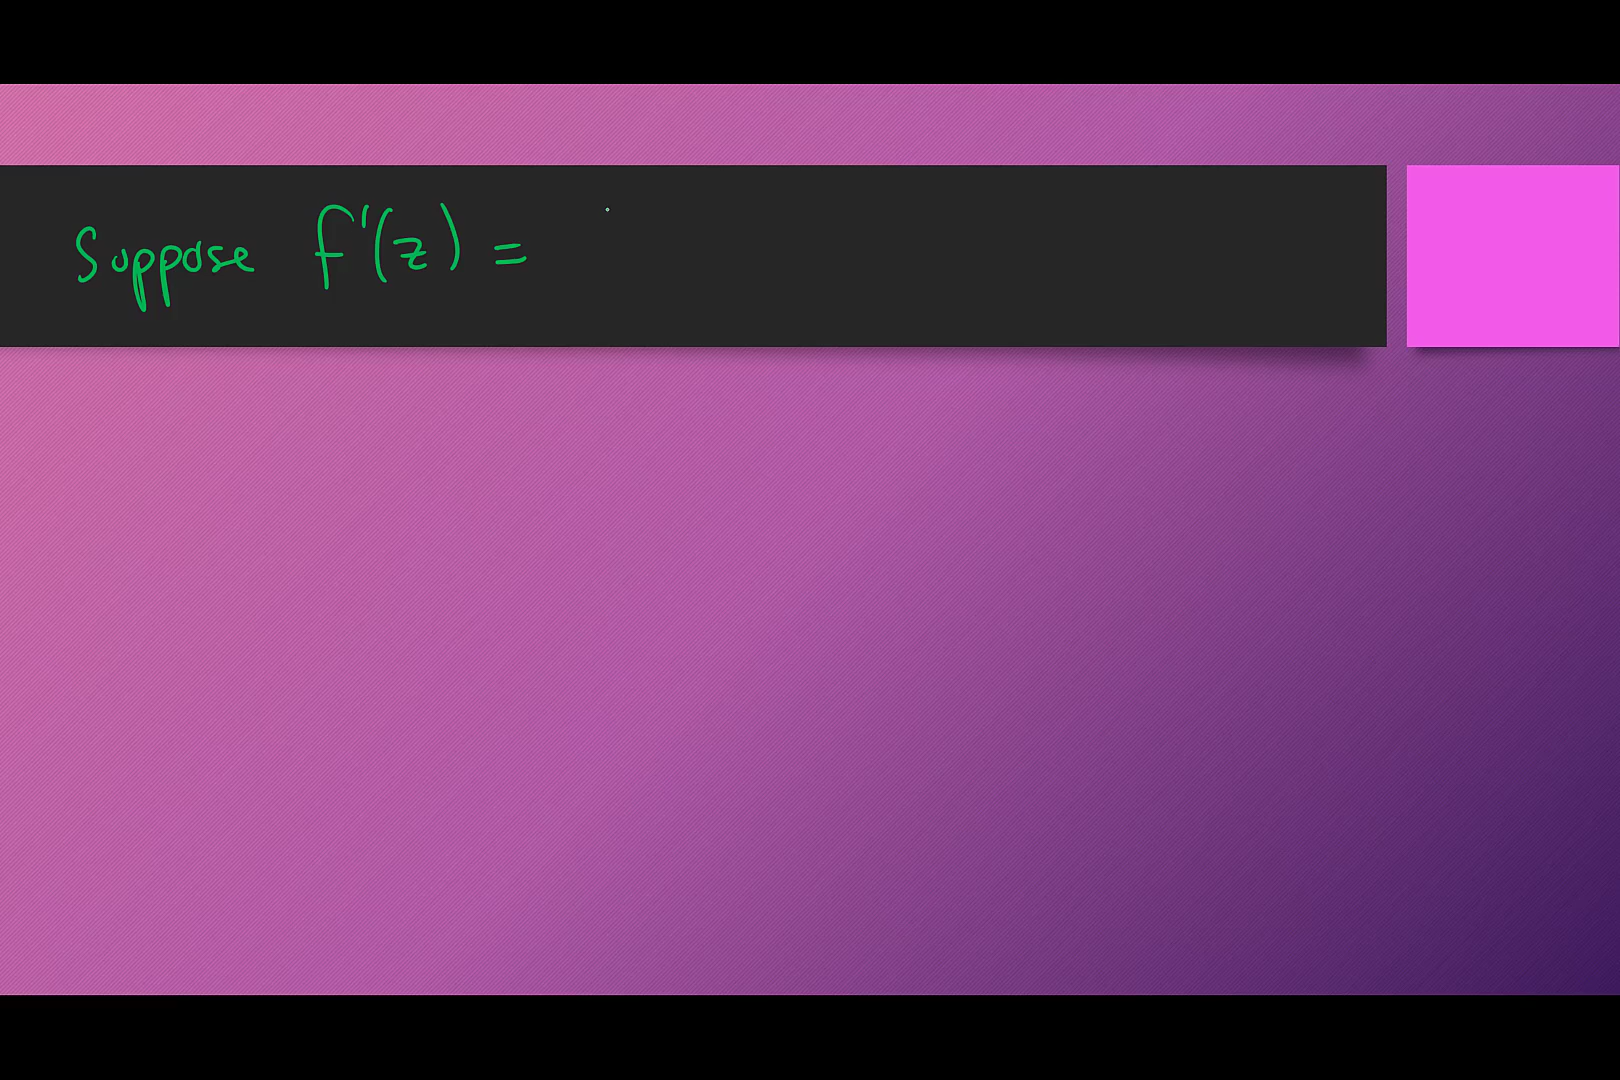 Suppose f'(z) =